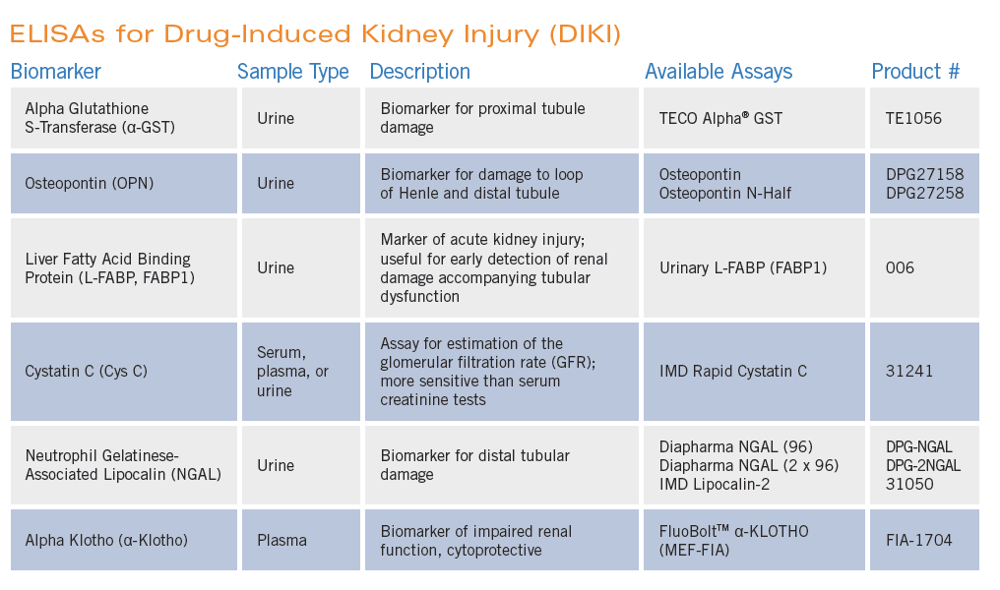 ELISAs for Drug-Induced Kidney Injury (DIKI)
Biomarker Sample Type Description Available Assays Product #
Alpha Glutathione
S-Transferase (α-GST)
Urine
Biomarker for proximal tubule
damage
TECO Alpha® GST
TE1056
Osteopontin (OPN)
Urine
Biomarker for damage to loop
of Henle and distal tubule
Osteopontin
Osteopontin N-Half
DPG27158
DPG27258
Liver Fatty Acid Binding
Protein (L-FABP, FABP1)
Urine
Marker of acute kidney injury;
useful for early detection of renal
damage accompanying tubular
dysfunction
Urinary L-FABP (FABP1)
006
Cystatin C (Cys C)
Serum,
plasma, or
urine
Assay for estimation of the
glomerular filtration rate (GFR);
more sensitive than serum
creatinine tests
IMD Rapid Cystatin C
31241
Neutrophil Gelatinese-
Associated Lipocalin (NGAL)
Urine
Biomarker for distal tubular
damage
Diapharma NGAL (96)
Diapharma NGAL (2 x 96)
IMD Lipocalin-2
DPG-NGAL
DPG-2NGAL
31050
Alpha Klotho (α-Klotho)
Plasma
Biomarker of impaired renal
function, cytoprotective
FluoBolt™ α-KLOTHO
(MEF-FIA)
FIA-1704